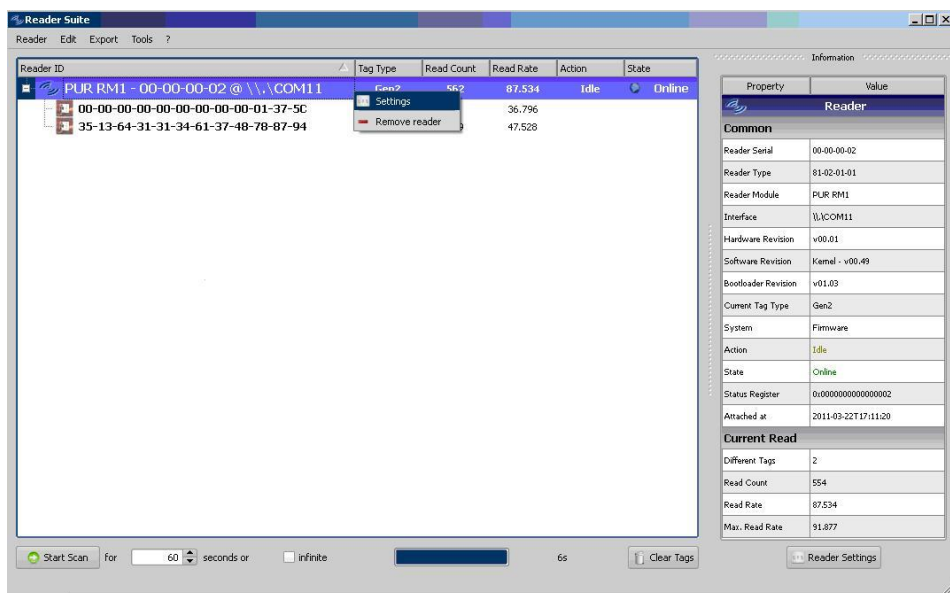 Reader Suite
Reader Edit Export Tools ?
Reader ID Tag Type Read Count Read Rate Action State
PUR RM1 - 00-00-00-02 @ \\.\COM11 Gen2 562 87.534 Idle Online
00-00-00-00-00-00-00-00-00-01-37-5C 36.796
35-13-64-31-31-34-61-37-48-78-87-94 47.528
Settings
Remove reader
Information
Property Value
Reader
Common
Reader Serial 00-00-00-02
Reader Type 81-02-01-01
Reader Module PUR RM1
Interface \\.\COM11
Hardware Revision v00.01
Software Revision Kernel - v00.49
Bootloader Revision v01.03
Current Tag Type Gen2
System Firmware
Action Idle
State Online
Status Register 0x0000000000000002
Attached at 2011-03-22T17:11:20
Current Read
Different Tags 2
Read Count 554
Read Rate 87.534
Max. Read Rate 91.877
Start Scan for 60 seconds or infinite 6s Clear Tags Reader Settings